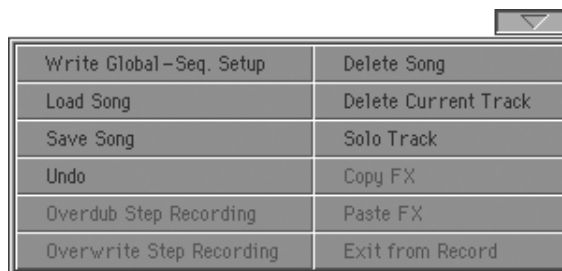 Write Global-Seq. Setup
Delete Song
Load Song
Delete Current Track
Save Song
Solo Track
Undo
Copy FX
Overdub Step Recording
Paste FX
Overwrite Step Recording
Exit from Record